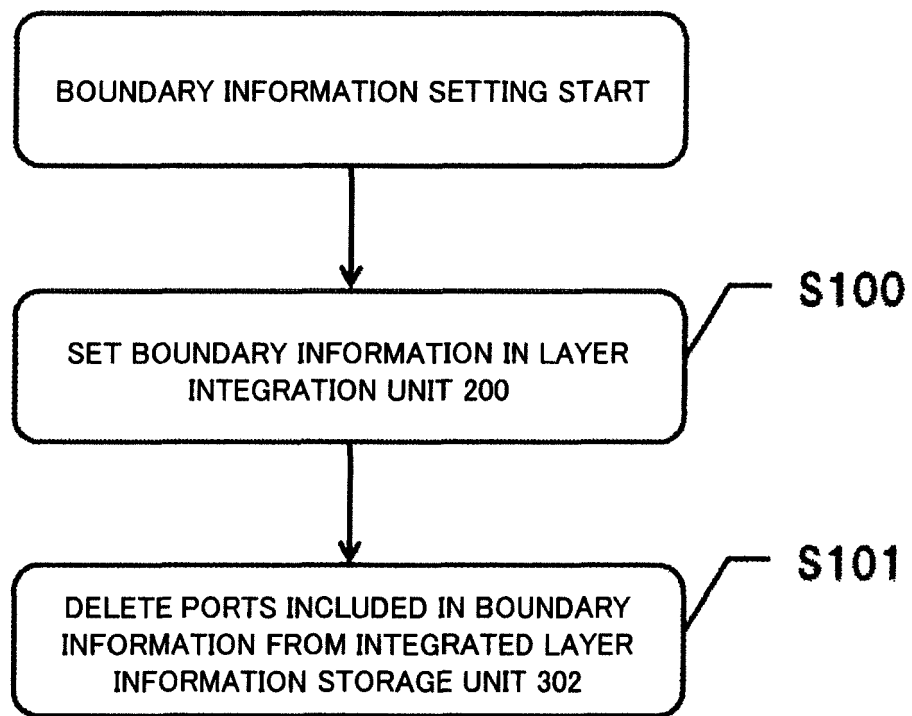 BOUNDARY INFORMATION SETTING START
S100
SET BOUNDARY INFORMATION IN LAYER
INTEGRATION UNIT 200
S101
DELETE PORTS INCLUDED IN BOUNDARY
INFORMATION FROM INTEGRATED LAYER
INFORMATION STORAGE UNIT 302